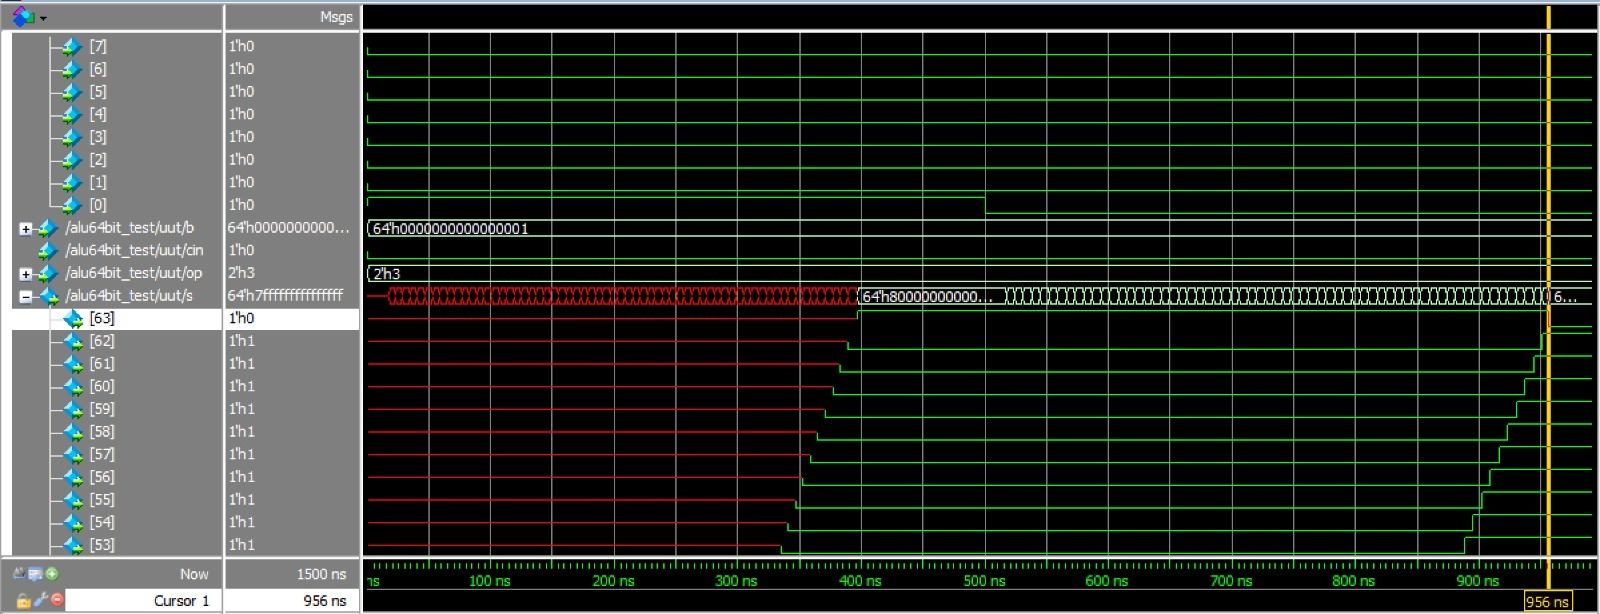 Msgs
[7] 1'h0
[6] 1'h0
[5] 1'h0
[4] 1'h0
[3] 1'h0
[2] 1'h0
[1] 1'h0
[0] 1'h0
/alu64bit_test/uut/b 64'h0000000000... 64'h0000000000000001
/alu64bit_test/uut/cin 1'h0
/alu64bit_test/uut/op 2'h3 2'h3
/alu64bit_test/uut/s 64'h7fffffffffffffff 64'h80000000000... 6...
[63] 1'h0
[62] 1'h1
[61] 1'h1
[60] 1'h1
[59] 1'h1
[58] 1'h1
[57] 1'h1
[56] 1'h1
[55] 1'h1
[54] 1'h1
[53] 1'h1
Now 1500 ns ns 100 ns 200 ns 300 ns 400 ns 500 ns 600 ns 700 ns 800 ns 900 ns
Cursor 1 956 ns 956 ns